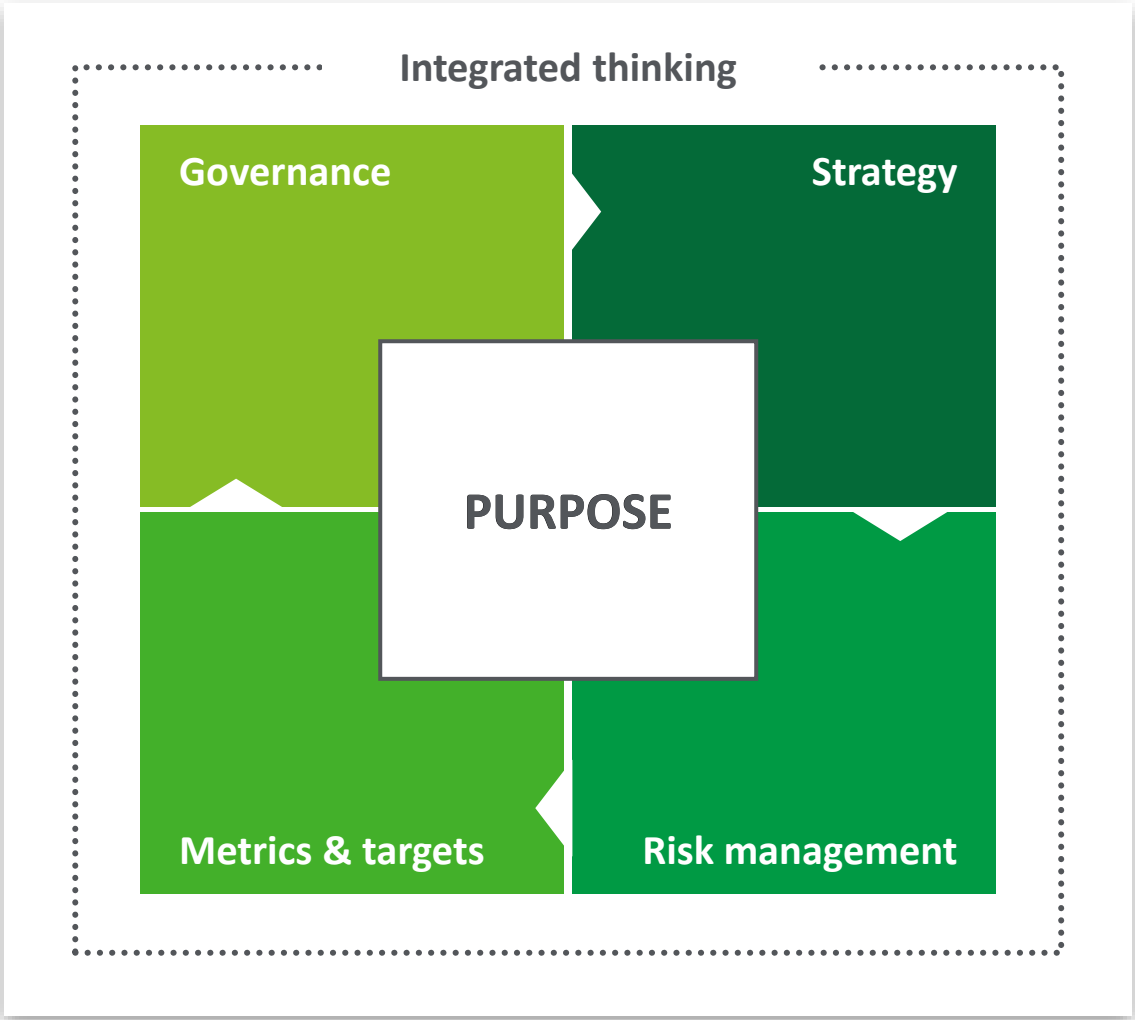 Integrated thinking
Governance
Strategy
PURPOSE
Metrics & targets
Risk management